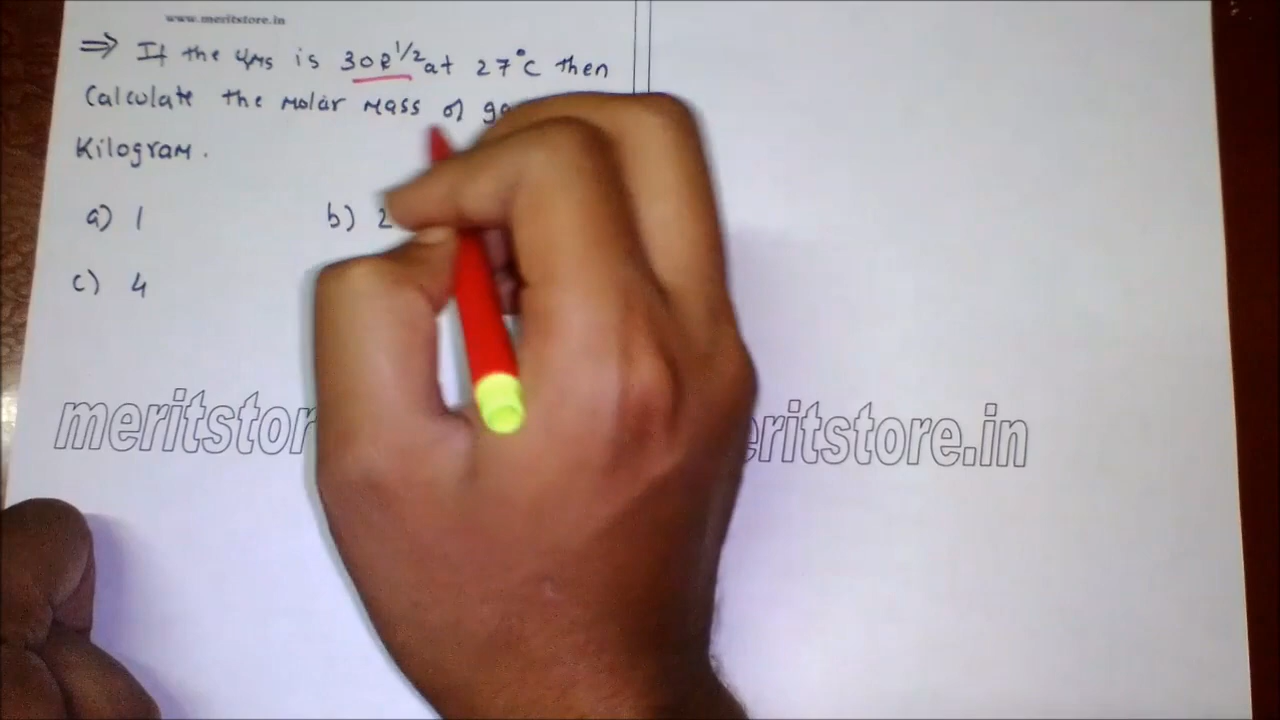 www.meritstore.in
⇒ If the Urms is 30R^1/2 at 27°C then
Calculate the molar mass of
Kilogram.
a) 1 b) 2
c) 4
meritstor
ritstore.in